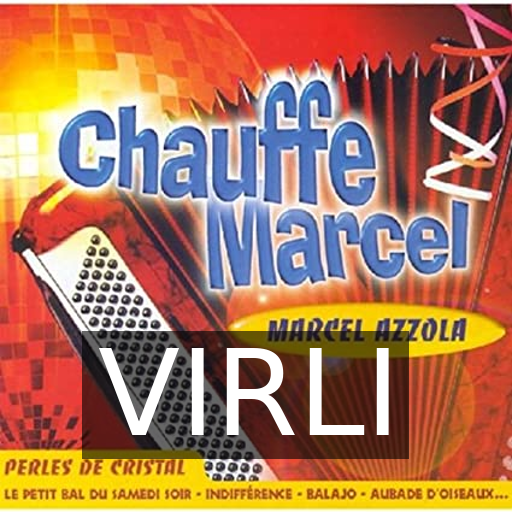 Chauffe
Marcel
MARCEL AZZOLA
VIRLI
PERLES DE CRISTAL
LE PETIT BAL DU SAMEDI SOIR - INDIFFÉRENCE - BALAJO - AUBADE D'OISEAUX...